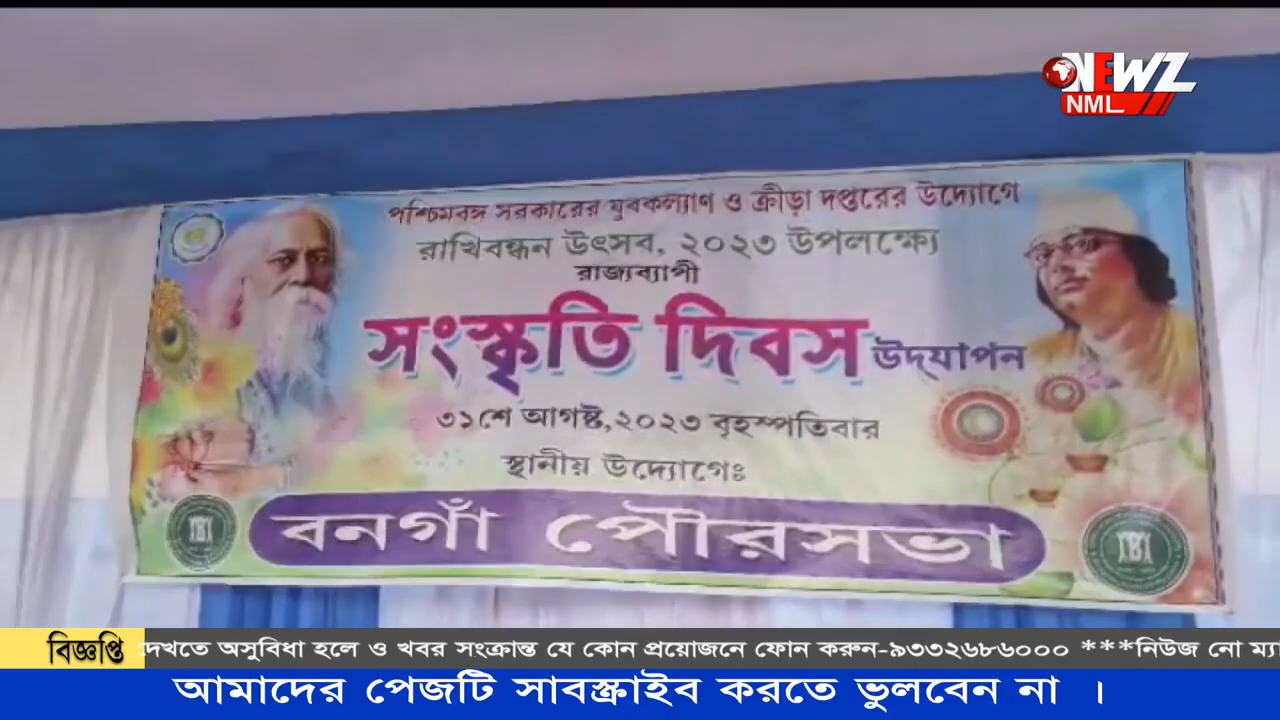 NEWZ
NML
পশ্চিমবঙ্গ সরকারের যুবকল্যাণ ও ক্রীড়া দপ্তরের উদ্যোগে
রাখিবন্ধন উৎসব, ২০২৩ উপলক্ষ্যে
রাজ্যব্যাপী
সংস্কৃতি দিবস উদ্‌যাপন
৩১শে আগষ্ট,২০২৩ বৃহস্পতিবার
স্থানীয় উদ্যোগেঃ
বনগাঁ পৌরসভা
বিজ্ঞপ্তি দেখতে অসুবিধা হলে ও খবর সংক্রান্ত যে কোন প্রয়োজনে ফোন করুন-৯৩৩২৬৮৬০০০ ***নিউজ নো ম্যা
আমাদের পেজটি সাবস্ক্রাইব করতে ভুলবেন না ।